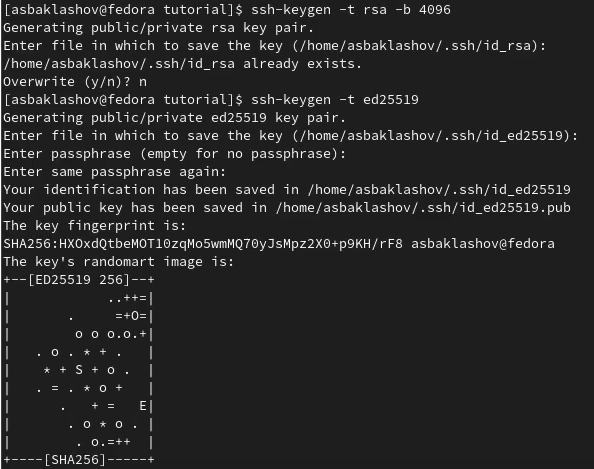 [asbaklashov@fedora tutorial]$ ssh-keygen -t rsa -b 4096
Generating public/private rsa key pair.
Enter file in which to save the key (/home/asbaklashov/.ssh/id_rsa):
/home/asbaklashov/.ssh/id_rsa already exists.
Overwrite (y/n)? n
[asbaklashov@fedora tutorial]$ ssh-keygen -t ed25519
Generating public/private ed25519 key pair.
Enter file in which to save the key (/home/asbaklashov/.ssh/id_ed25519):
Enter passphrase (empty for no passphrase):
Enter same passphrase again:
Your identification has been saved in /home/asbaklashov/.ssh/id_ed25519
Your public key has been saved in /home/asbaklashov/.ssh/id_ed25519.pub
The key fingerprint is:
SHA256:HXOxdQtbeMOT10zqMo5wmMQ70yJsMpz2X0+p9KH/rF8 asbaklashov@fedora
The key's randomart image is:
+--[ED25519 256]--+
|            ..++=|
|       .     =+O=|
|        o o o.o.+|
|   . o . * + .   |
|    * + S + o .  |
|   . = . * o +   |
|      .   + =   E|
|       . o * o . |
|        . o.=++  |
+----[SHA256]-----+